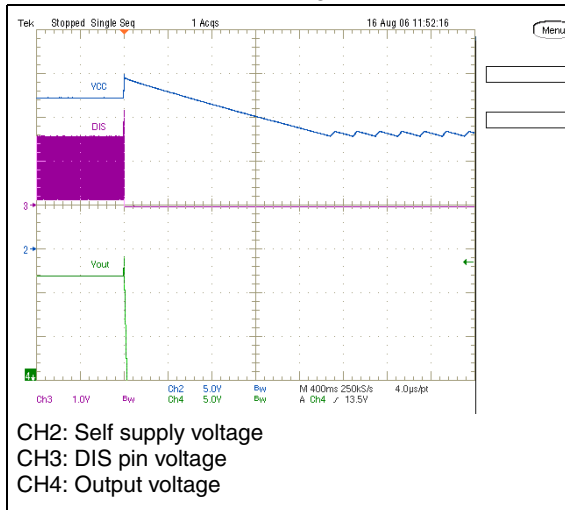 Tek Stopped Single Seq 1 Acqs 16 Aug 06 11:52:16
Menu
VCC
DIS
3
2
Vout
4
Ch2 5.0V Bw M 400ms 250kS/s 4.0µs/pt
Ch3 1.0V Bw Ch4 5.0V Bw A Ch4 / 13.5V
CH2: Self supply voltage
CH3: DIS pin voltage
CH4: Output voltage